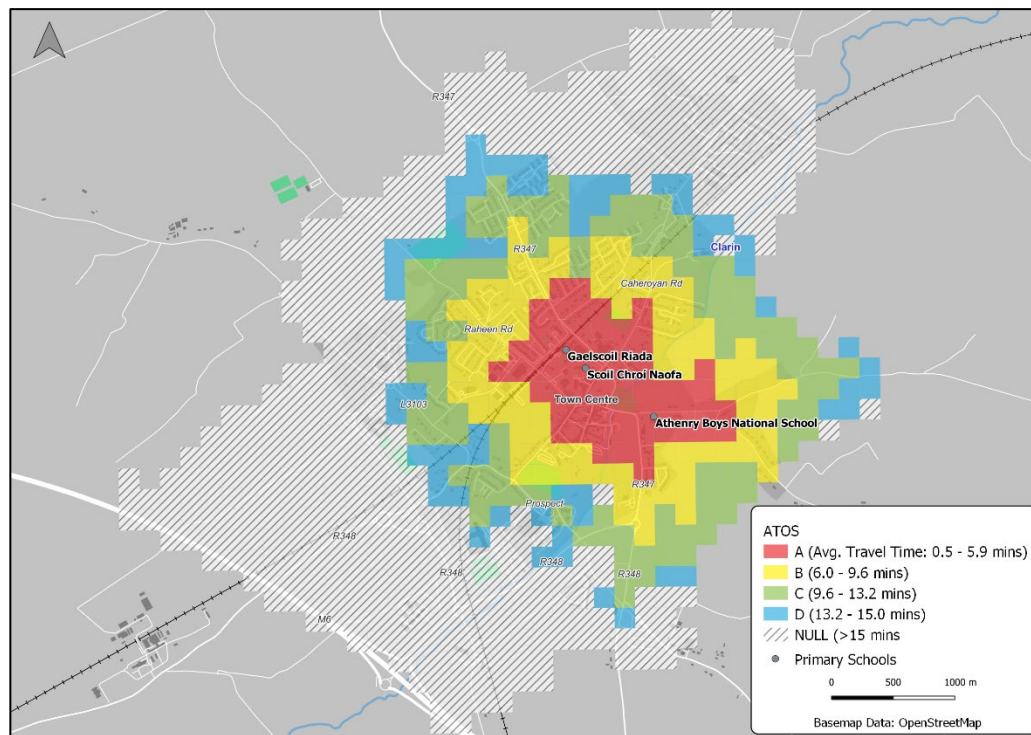 R347
Clarin
R347
Caheroyan Rd
Raheen Rd
Gaelscoil Riada
Scoil Chroi Naofa
L3103
Town Centre
Athenry Boys National School
R347
Prospect
R348
R348
R348
R348
M6
ATOS
A (Avg. Travel Time: 0.5 - 5.9 mins)
B (6.0 - 9.6 mins)
C (9.6 - 13.2 mins)
D (13.2 - 15.0 mins)
NULL (>15 mins
Primary Schools
0 500 1000 m
Basemap Data: OpenStreetMap